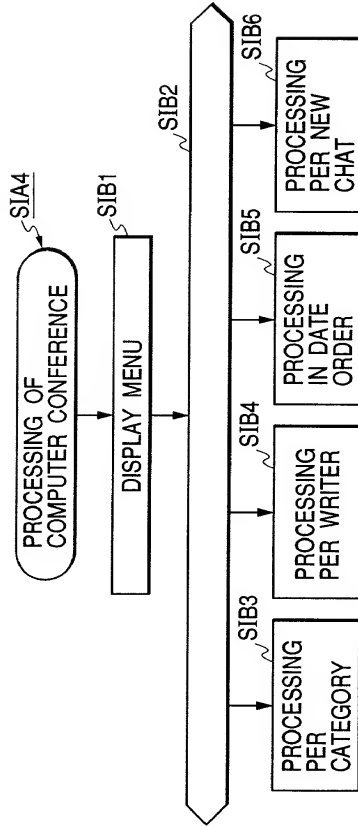 PROCESSING OF
COMPUTER CONFERENCE
SIA4
DISPLAY MENU
SIB1
SIB2
PROCESSING
PER
CATEGORY
SIB3
PROCESSING
PER WRITER
SIB4
PROCESSING
IN DATE
ORDER
SIB5
PROCESSING
PER NEW
CHAT
SIB6